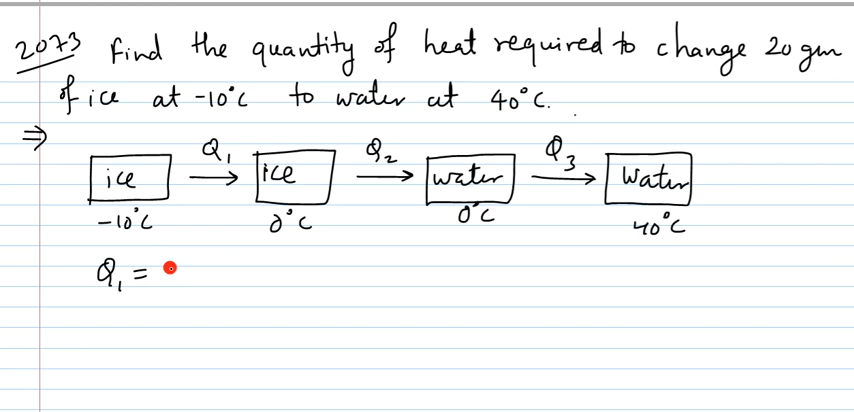 2073 Find the quantity of heat required to change 20 gm
of ice at -10°C to water at 40°C.
⇒
ice Q₁ → ice Q₂ → water Q₃ → Water
-10°C 0°C 0°C 40°C
Q₁ =